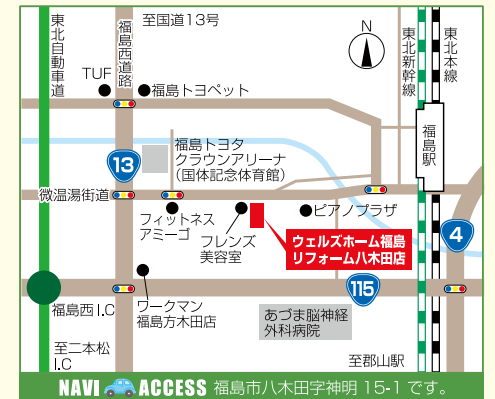 東北自動車道
福島西道路
至国道13号
N
東北新幹線
東北本線
TUF
福島トヨペット
福島駅
13
福島トヨタ
クラウンアリーナ
（国体記念体育館）
微温湯街道
フィットネス
アミーゴ
フレンズ
美容室
ピアノプラザ
ウェルズホーム福島
リフォーム八木田店
4
115
福島西I.C
ワークマン
福島方木田店
あづま脳神経
外科病院
至二本松
I.C
至郡山駅
NAVI ACCESS 福島市八木田字神明 15-1 です。